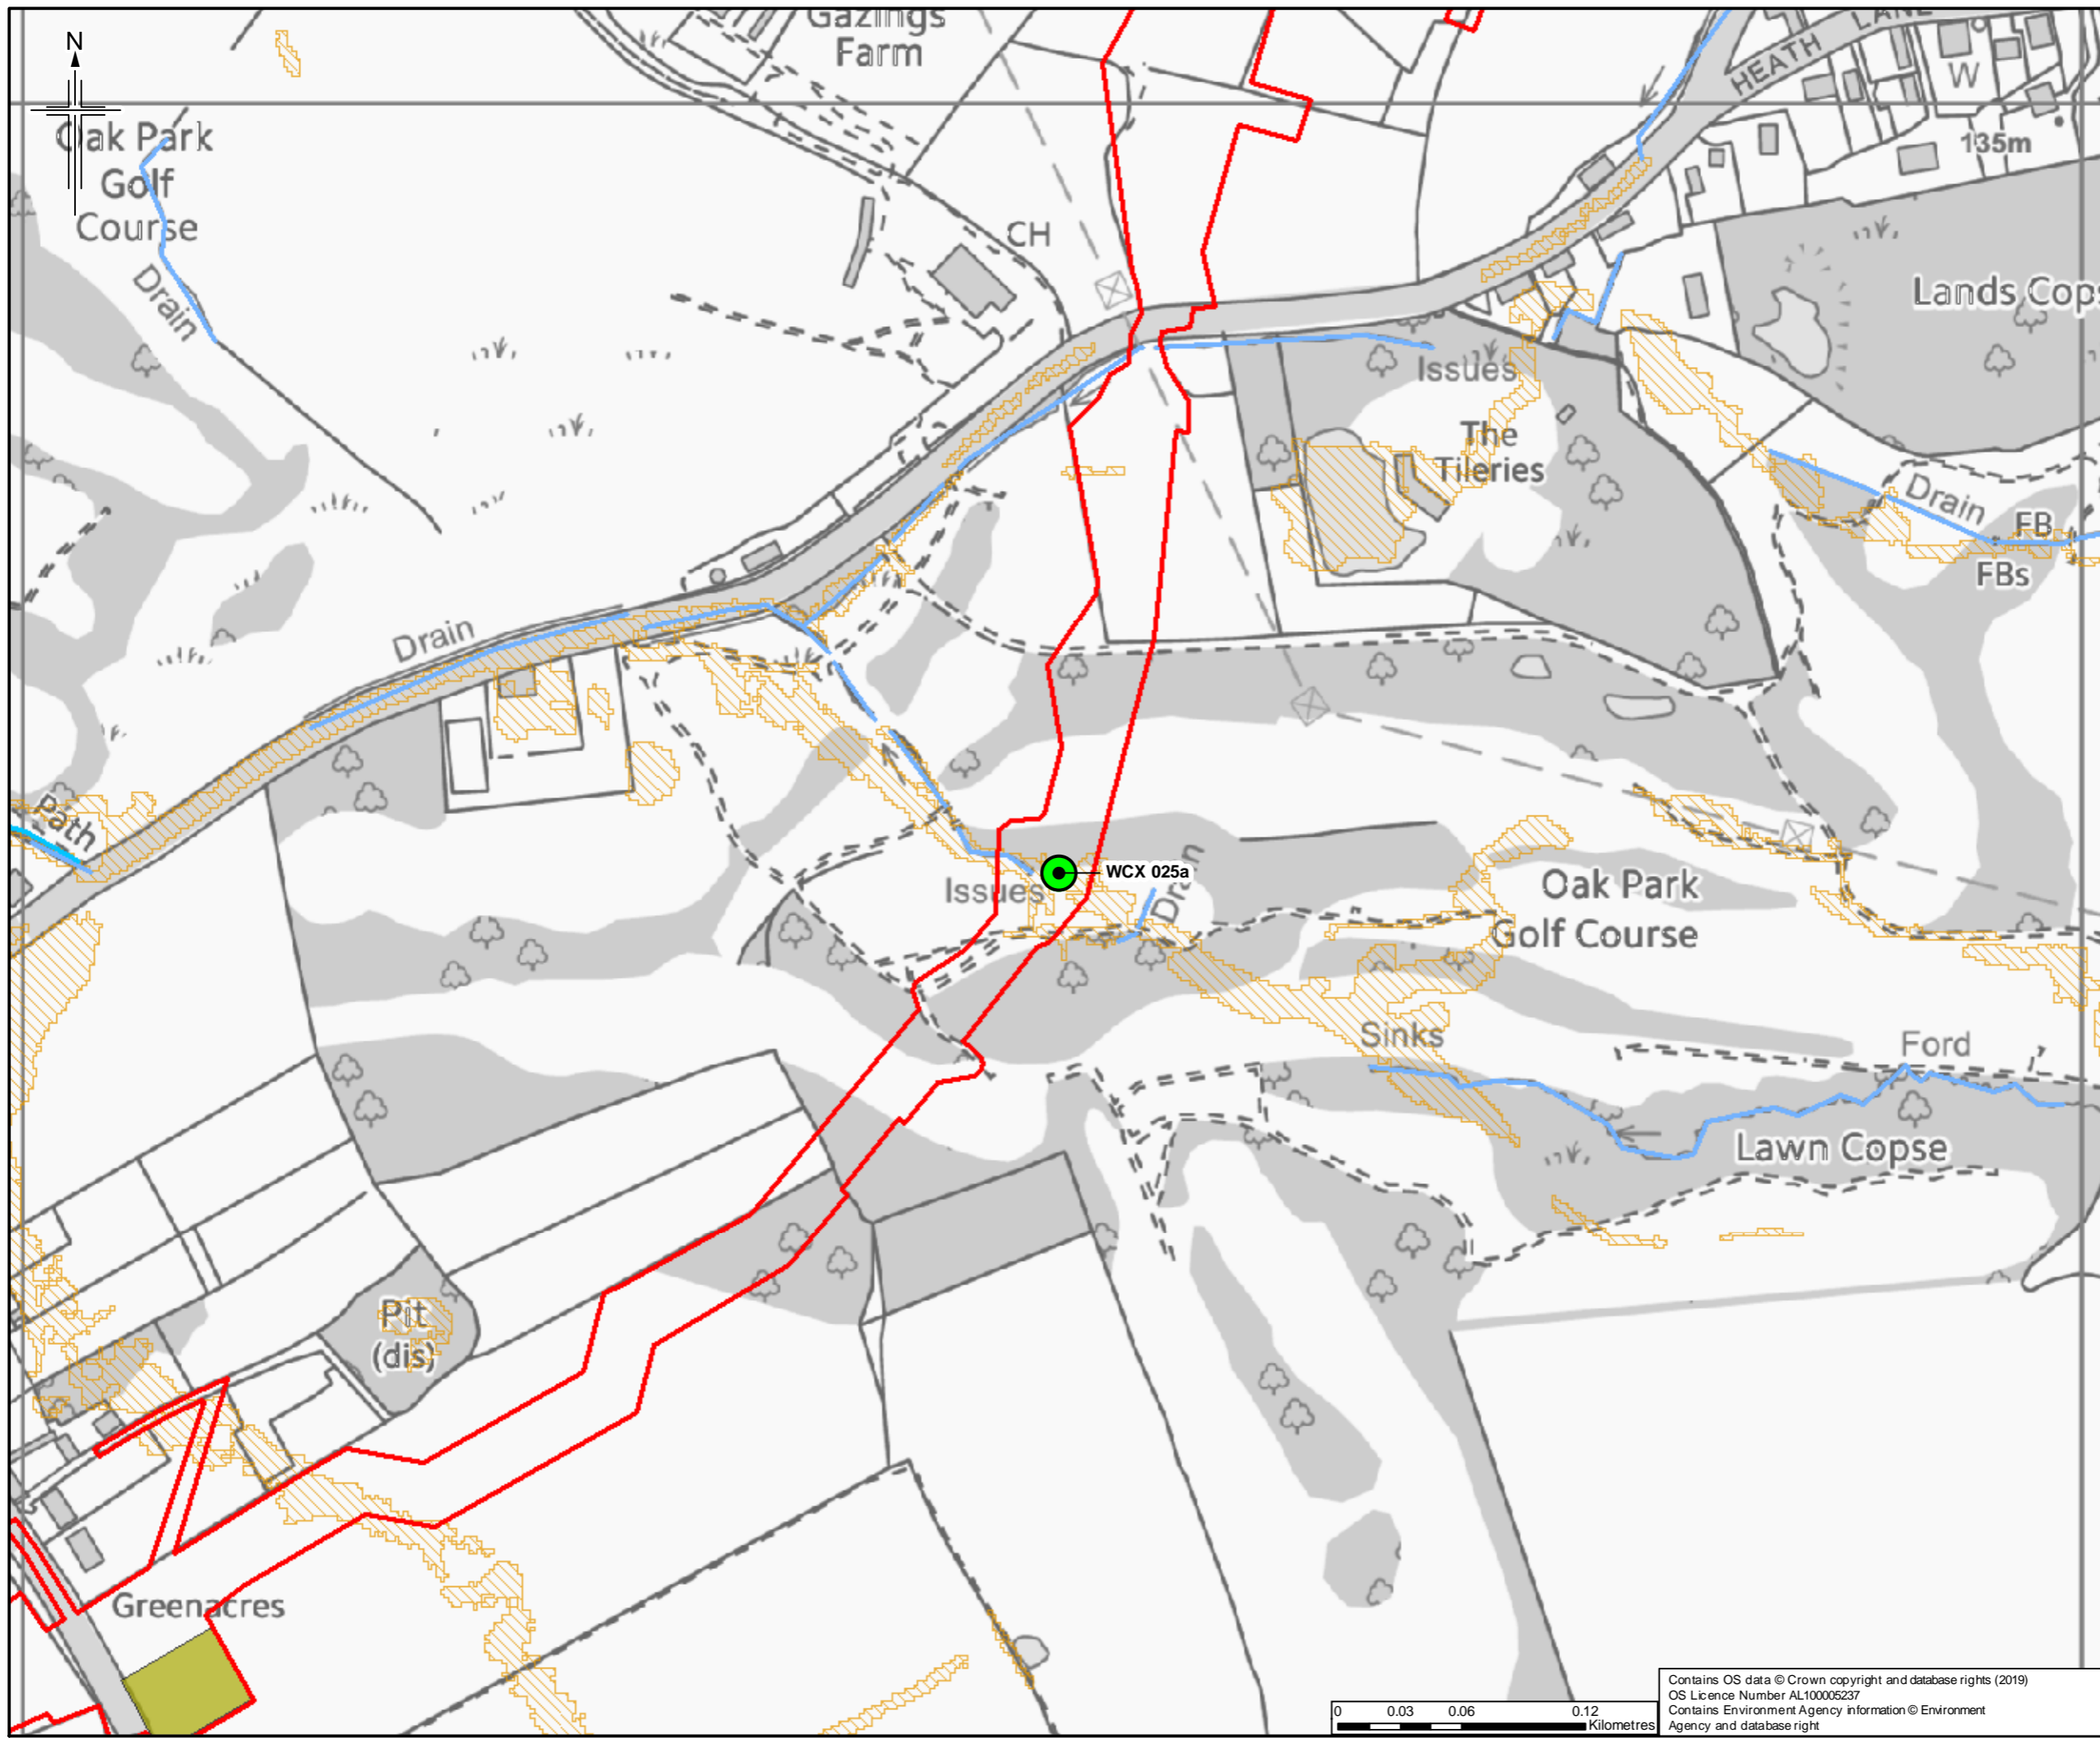 Gazings
Farm
HEATH LANE
W
N
135m
Oak Park
Golf
Course
CH
Drain
Lands Cops
Issues
The
Tileries
Drain
FB
FBs
Drain
Path
WCX 025a
Issues
Drain
Oak Park
Golf Course
Sinks
Ford
Lawn Copse
Pit
(dis)
Greenacres
0 0.03 0.06 0.12
Kilometres
Contains OS data © Crown copyright and database rights (2019)
OS Licence Number AL100005237
Contains Environment Agency information © Environment
Agency and database right